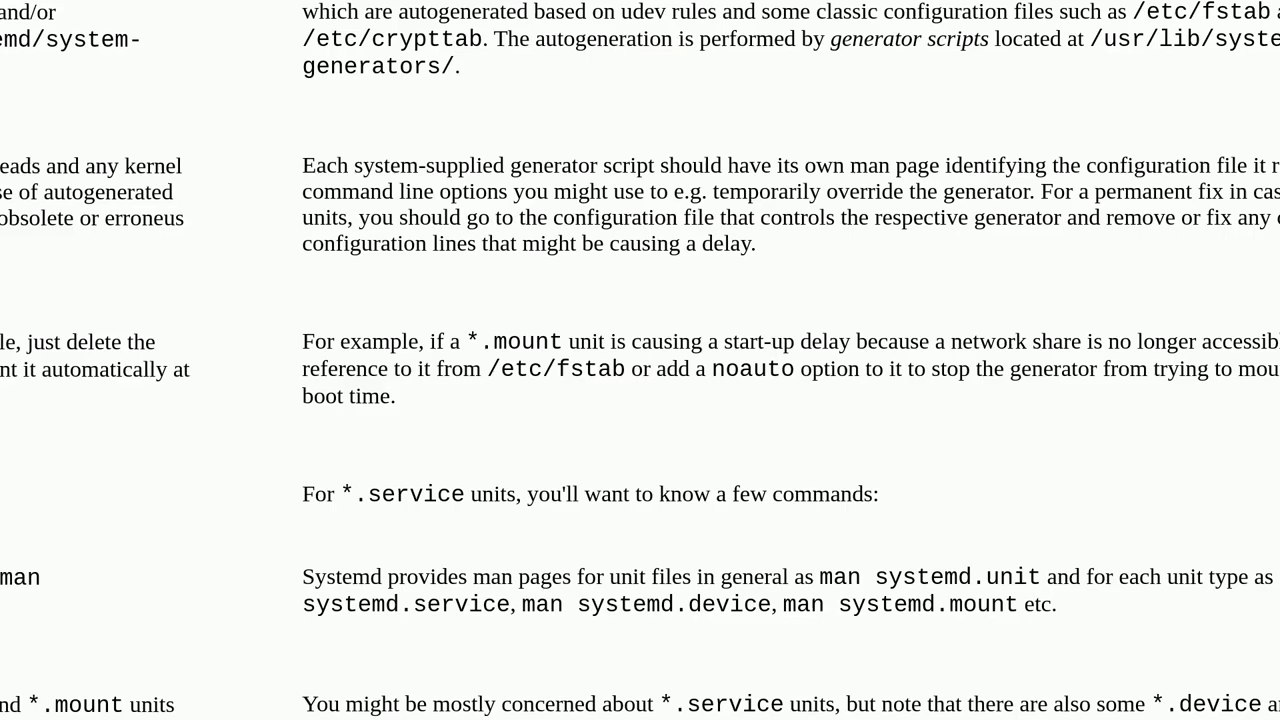 and/or
emd/system-
eads and any kernel
se of autogenerated
obsolete or erroneus
le, just delete the
nt it automatically at
man
nd *.mount units
which are autogenerated based on udev rules and some classic configuration files such as /etc/fstab a
/etc/crypttab. The autogeneration is performed by generator scripts located at /usr/lib/syste
generators/.
Each system-supplied generator script should have its own man page identifying the configuration file it r
command line options you might use to e.g. temporarily override the generator. For a permanent fix in cas
units, you should go to the configuration file that controls the respective generator and remove or fix any o
configuration lines that might be causing a delay.
For example, if a *.mount unit is causing a start-up delay because a network share is no longer accessib
reference to it from /etc/fstab or add a noauto option to it to stop the generator from trying to mou
boot time.
For *.service units, you'll want to know a few commands:
Systemd provides man pages for unit files in general as man systemd.unit and for each unit type as
systemd.service, man systemd.device, man systemd.mount etc.
You might be mostly concerned about *.service units, but note that there are also some *.device a